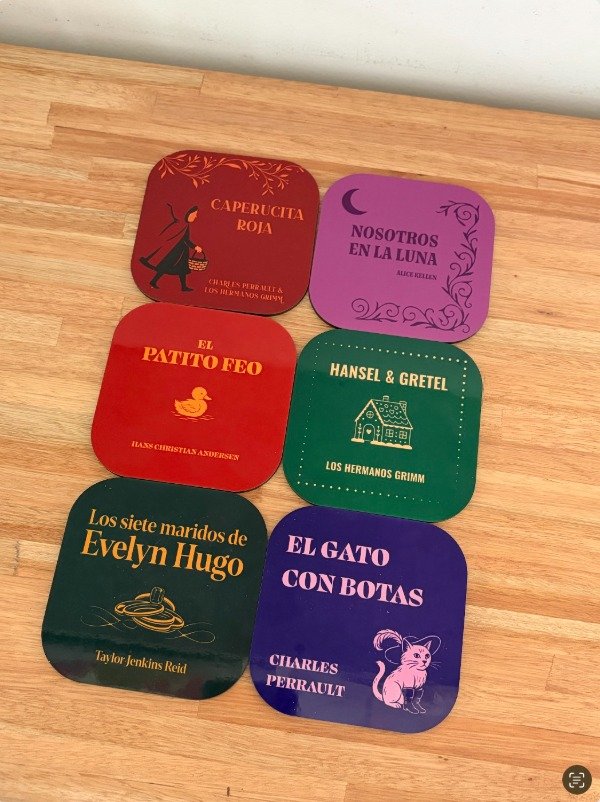 CAPERUCITA
ROJA
CHARLES PERRAULT &
LOS HERMANOS GRIMM
NOSOTROS
EN LA LUNA
ALICE KELLEN
EL
PATITO FEO
HANS CHRISTIAN ANDERSEN
HANSEL & GRETEL
LOS HERMANOS GRIMM
Los siete maridos de
Evelyn Hugo
Taylor Jenkins Reid
EL GATO
CON BOTAS
CHARLES
PERRAULT